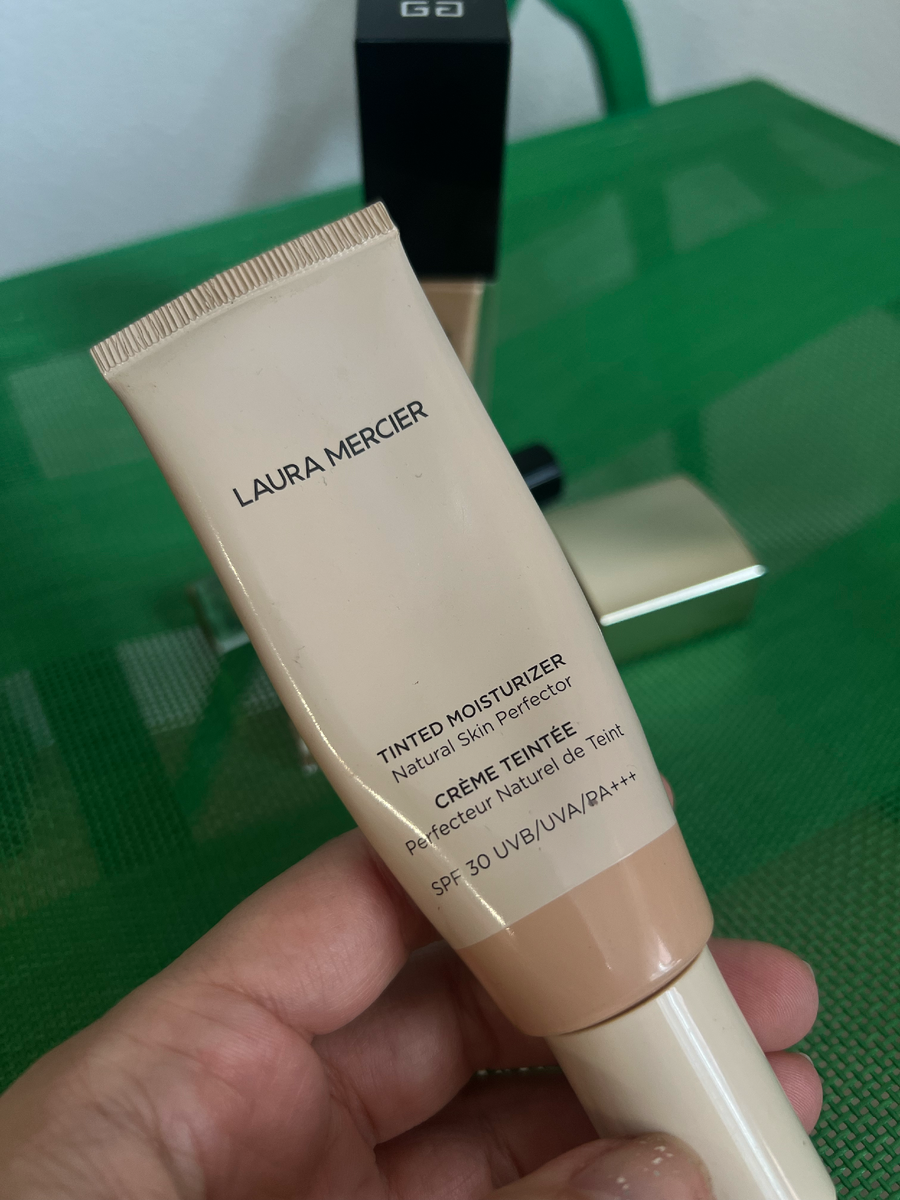 LAURA MERCIER
TINTED MOISTURIZER
Natural Skin Perfector
CRÈME TEINTÉE
Perfecteur Naturel de Teint
SPF 30 UVB/UVA/PA+++